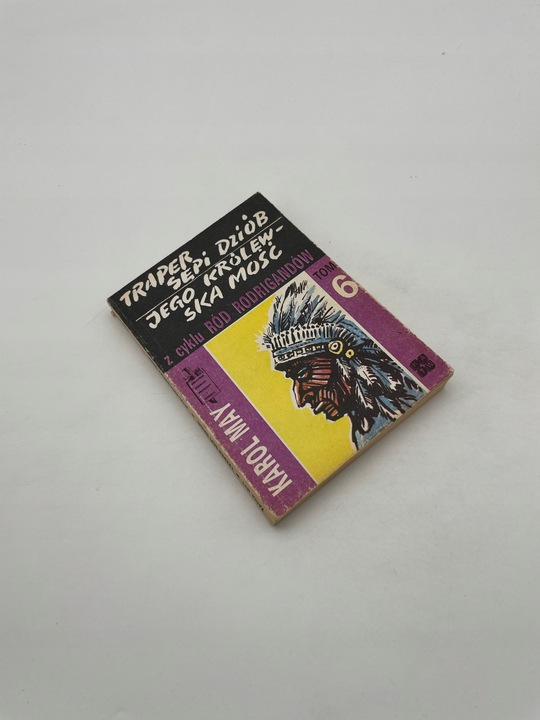 TRAPER
SĘPI DZIÓB
JEGO KRÓLEW-
SKA MOŚĆ
z cyklu RÓD RODRIGANDÓW
TOM
6
KAROL MAY